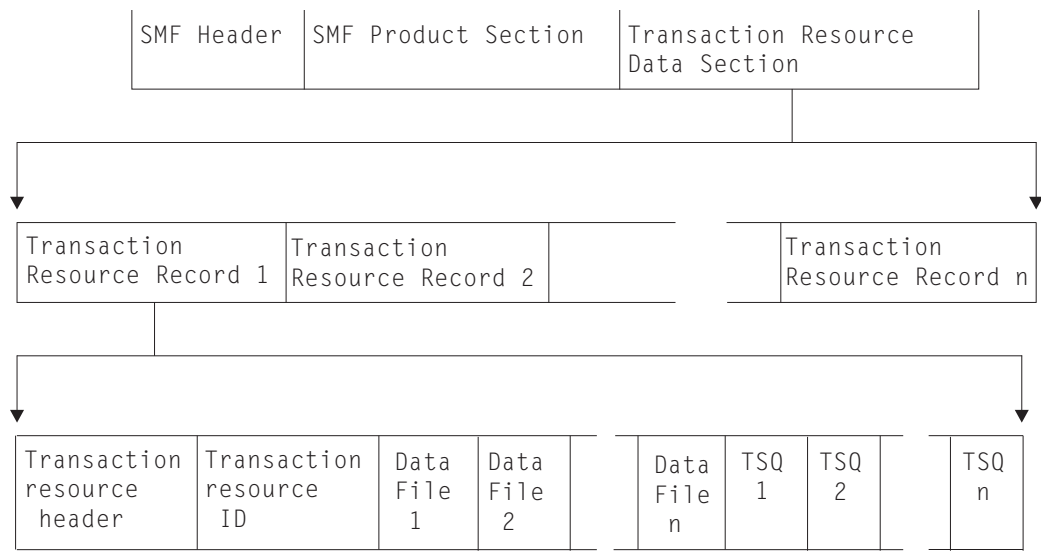 SMF Header
SMF Product Section
Transaction Resource
Data Section
Transaction
Resource Record 1
Transaction
Resource Record 2
Transaction
Resource Record n
Transaction
resource
header
Transaction
resource
ID
Data
File
1
Data
File
2
Data
File
n
TSQ
1
TSQ
2
TSQ
n